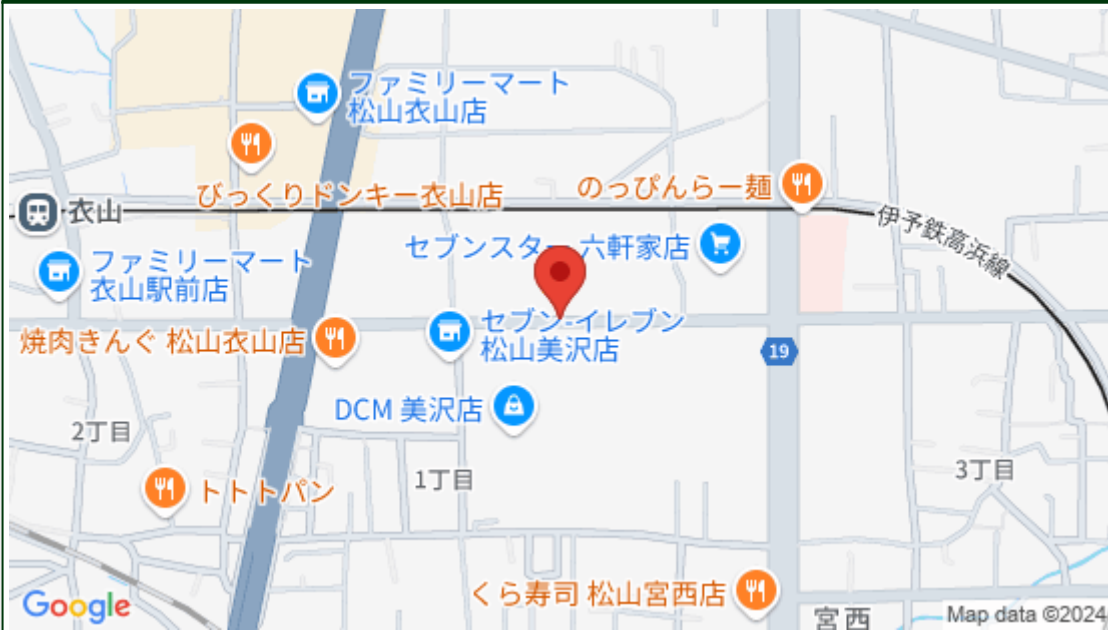 ファミリーマート
松山衣山店
びっくりドンキー衣山店
のっぴんらー麺
衣山
伊予鉄高浜線
セブンスター 六軒家店
ファミリーマート
衣山駅前店
焼肉きんぐ 松山衣山店
セブン-イレブン
松山美沢店
19
DCM 美沢店
2丁目
1丁目
3丁目
トトトパン
くら寿司 松山宮西店
宮西
Google
Map data ©2024